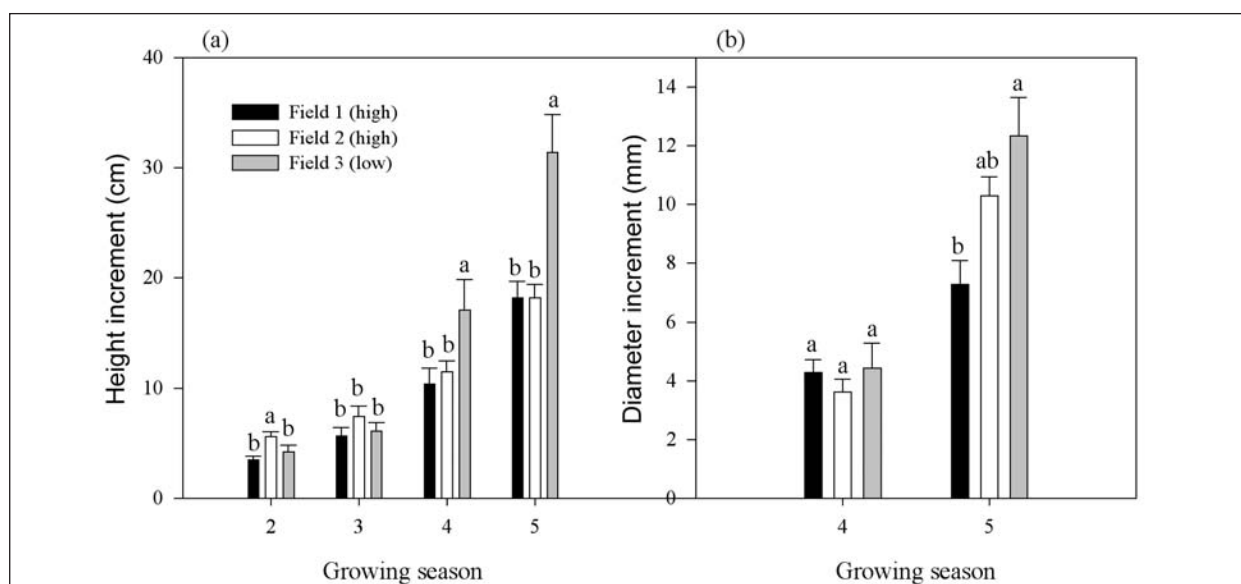 (a)
40
30
20
10
0
Height increment (cm)
Field 1 (high)
Field 2 (high)
Field 3 (low)
b a b
b b b
b b a
b b a
2 3 4 5
Growing season
(b)
14
12
10
8
6
4
2
0
Diameter increment (mm)
a a a
b ab a
4 5
Growing season